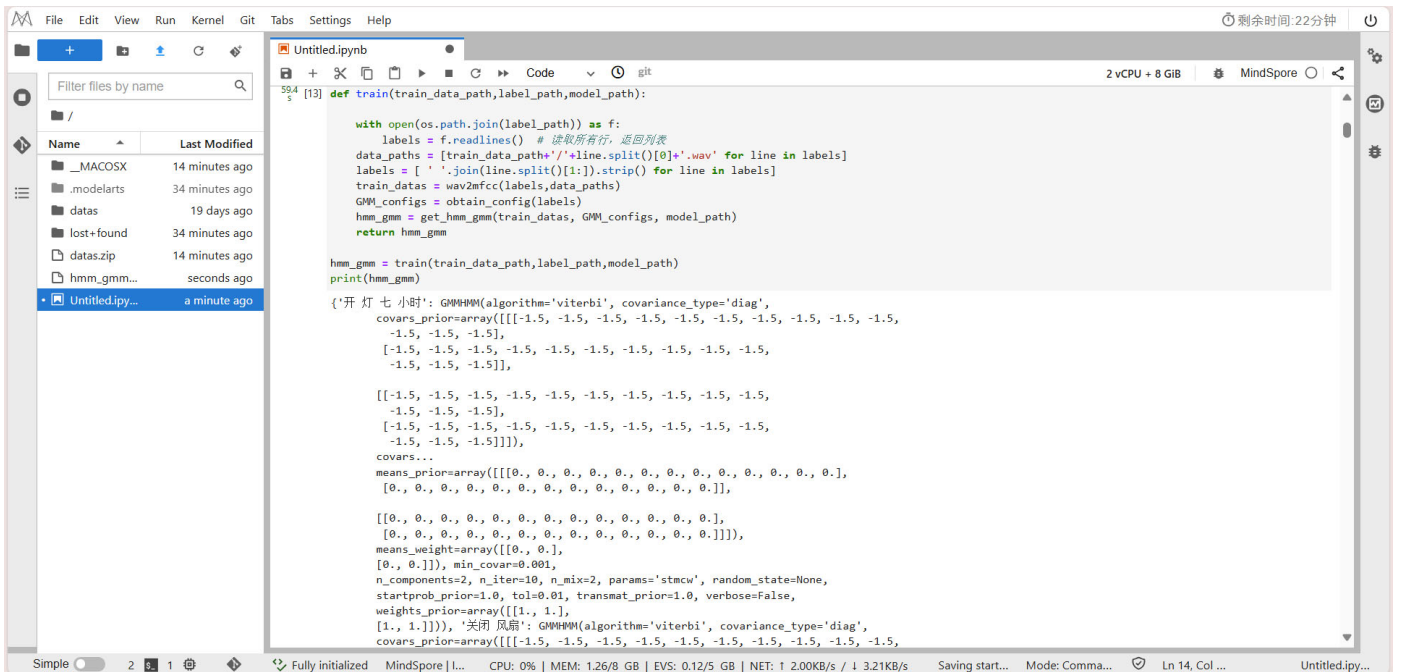 File Edit View Run Kernel Git Tabs Settings Help
剩余时间:22分钟
Untitled.ipynb
Filter files by name
Code
git
2 vCPU + 8 GiB
MindSpore
/
Name Last Modified
__MACOSX 14 minutes ago
.modelarts 34 minutes ago
datas 19 days ago
lost+found 34 minutes ago
datas.zip 14 minutes ago
hmm_gmm... seconds ago
Untitled.ipy... a minute ago
59.4 s
[13] def train(train_data_path,label_path,model_path):
with open(os.path.join(label_path)) as f:
labels = f.readlines()  # 读取所有行，返回列表
data_paths = [train_data_path+'/'+line.split()[0]+'.wav' for line in labels]
labels = [ ' '.join(line.split()[1:]).strip() for line in labels]
train_datas = wav2mfcc(labels,data_paths)
GMM_configs = obtain_config(labels)
hmm_gmm = get_hmm_gmm(train_datas, GMM_configs, model_path)
return hmm_gmm
hmm_gmm = train(train_data_path,label_path,model_path)
print(hmm_gmm)
{'开 灯 七 小时': GMMHMM(algorithm='viterbi', covariance_type='diag',
covars_prior=array([[[-1.5, -1.5, -1.5, -1.5, -1.5, -1.5, -1.5, -1.5, -1.5, -1.5,
-1.5, -1.5, -1.5],
[-1.5, -1.5, -1.5, -1.5, -1.5, -1.5, -1.5, -1.5, -1.5, -1.5,
-1.5, -1.5, -1.5]],
[[-1.5, -1.5, -1.5, -1.5, -1.5, -1.5, -1.5, -1.5, -1.5, -1.5,
-1.5, -1.5, -1.5],
[-1.5, -1.5, -1.5, -1.5, -1.5, -1.5, -1.5, -1.5, -1.5, -1.5,
-1.5, -1.5, -1.5]]]),
covars...
means_prior=array([[[0., 0., 0., 0., 0., 0., 0., 0., 0., 0., 0., 0., 0.],
[0., 0., 0., 0., 0., 0., 0., 0., 0., 0., 0., 0., 0.]],
[[0., 0., 0., 0., 0., 0., 0., 0., 0., 0., 0., 0., 0.],
[0., 0., 0., 0., 0., 0., 0., 0., 0., 0., 0., 0., 0.]]]),
means_weight=array([[0., 0.],
[0., 0.]]), min_covar=0.001,
n_components=2, n_iter=10, n_mix=2, params='stmcw', random_state=None,
startprob_prior=1.0, tol=0.01, transmat_prior=1.0, verbose=False,
weights_prior=array([[1., 1.],
[1., 1.]])), '关闭 风扇': GMMHMM(algorithm='viterbi', covariance_type='diag',
covars_prior=array([[[-1.5, -1.5, -1.5, -1.5, -1.5, -1.5, -1.5, -1.5, -1.5, -1.5,
Simple 2 1 Fully initialized MindSpore | I... CPU: 0% | MEM: 1.26/8 GB | EVS: 0.12/5 GB | NET: ↑ 2.00KB/s / ↓ 3.21KB/s Saving start... Mode: Comma... Ln 14, Col ... Untitled.ipy...